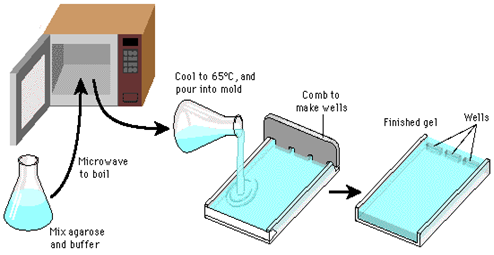 Cool to 65°C, and
pour into mold
Comb to
make wells
Finished gel
Wells
Microwave
to boil
Mix agarose
and buffer